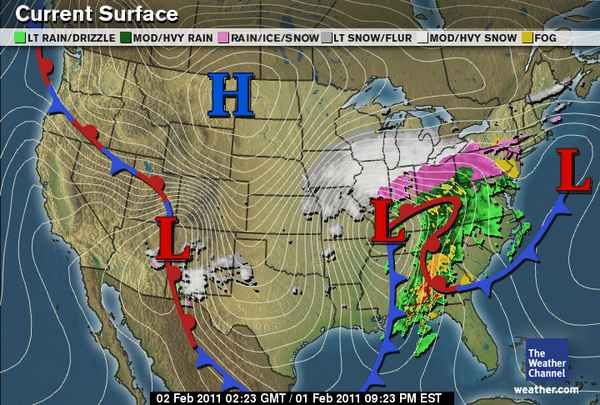 Current Surface
LT RAIN/DRIZZLE MOD/HVY RAIN RAIN/ICE/SNOW LT SNOW/FLUR MOD/HVY SNOW FOG
H
L
L
L
The
Weather
Channel
weather.com
02 Feb 2011 02:23 GMT / 01 Feb 2011 09:23 PM EST